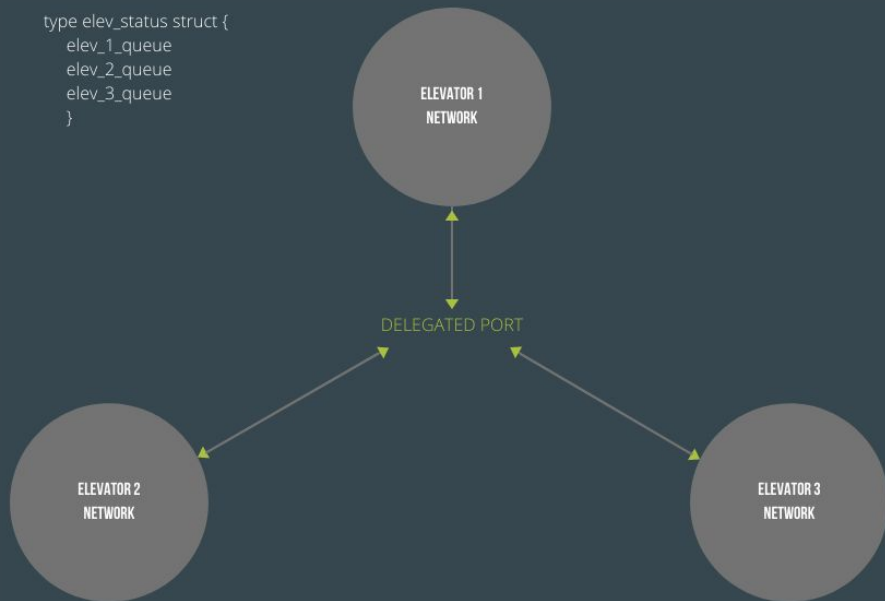 type elev_status struct {
elev_1_queue
elev_2_queue
elev_3_queue
}
ELEVATOR 1
NETWORK
DELEGATED PORT
ELEVATOR 2
NETWORK
ELEVATOR 3
NETWORK